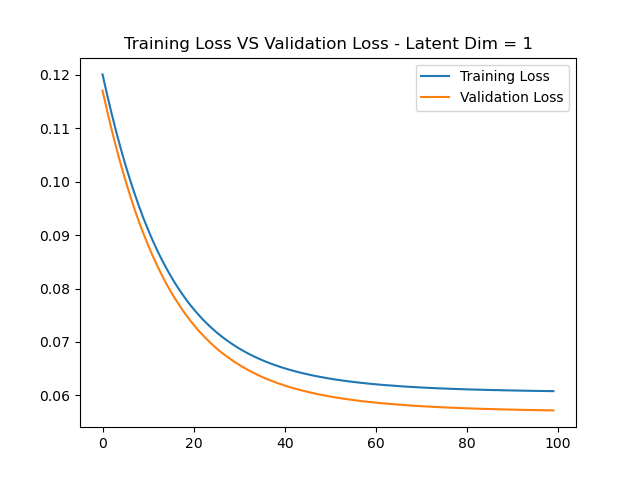 Training Loss VS Validation Loss - Latent Dim = 1
Training Loss
Validation Loss
0.12
0.11
0.10
0.09
0.08
0.07
0.06
0 20 40 60 80 100